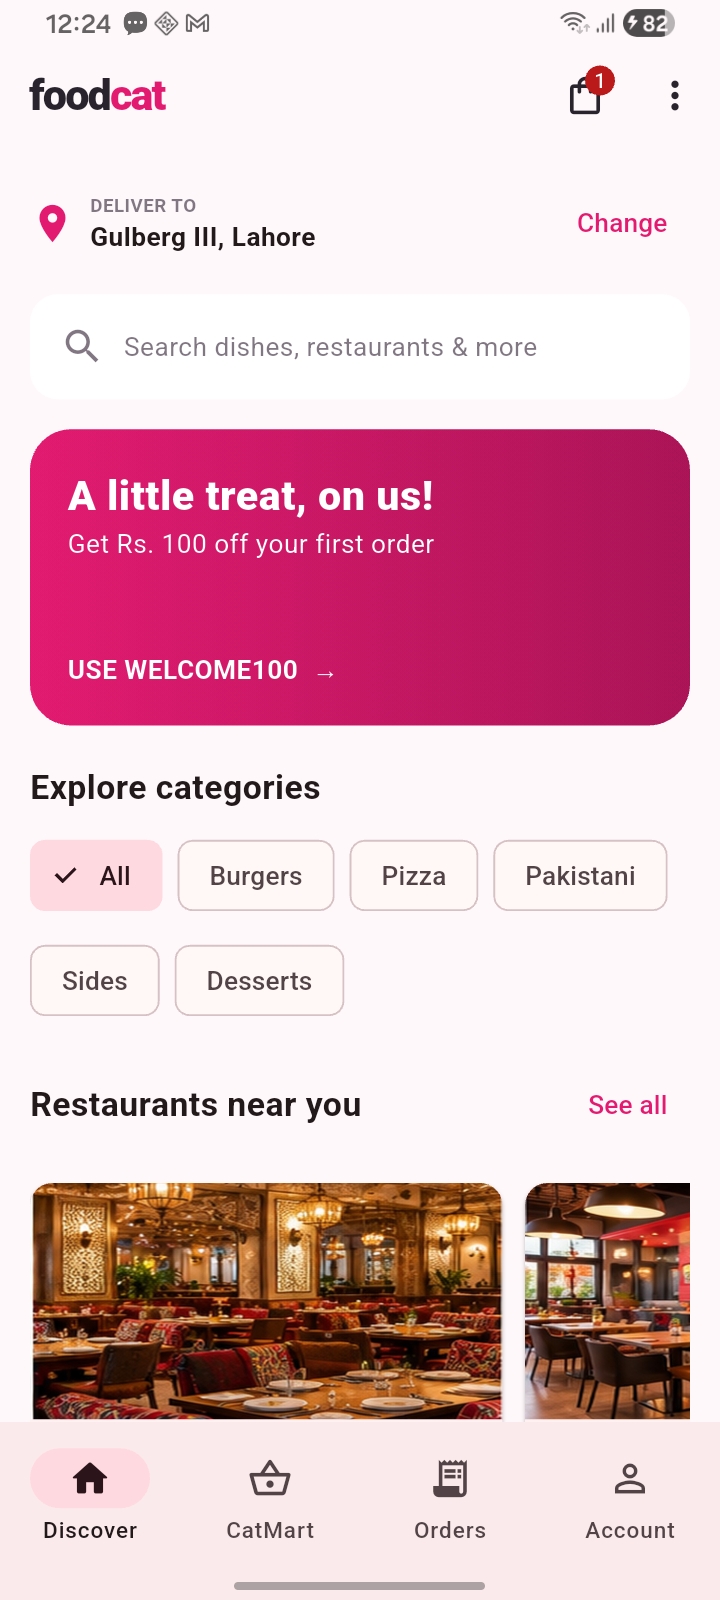 12:24
82
foodcat
1
DELIVER TO
Gulberg III, Lahore
Change
Search dishes, restaurants & more
A little treat, on us!
Get Rs. 100 off your first order
USE WELCOME100 →
Explore categories
All
Burgers
Pizza
Pakistani
Sides
Desserts
Restaurants near you
See all
Discover
CatMart
Orders
Account